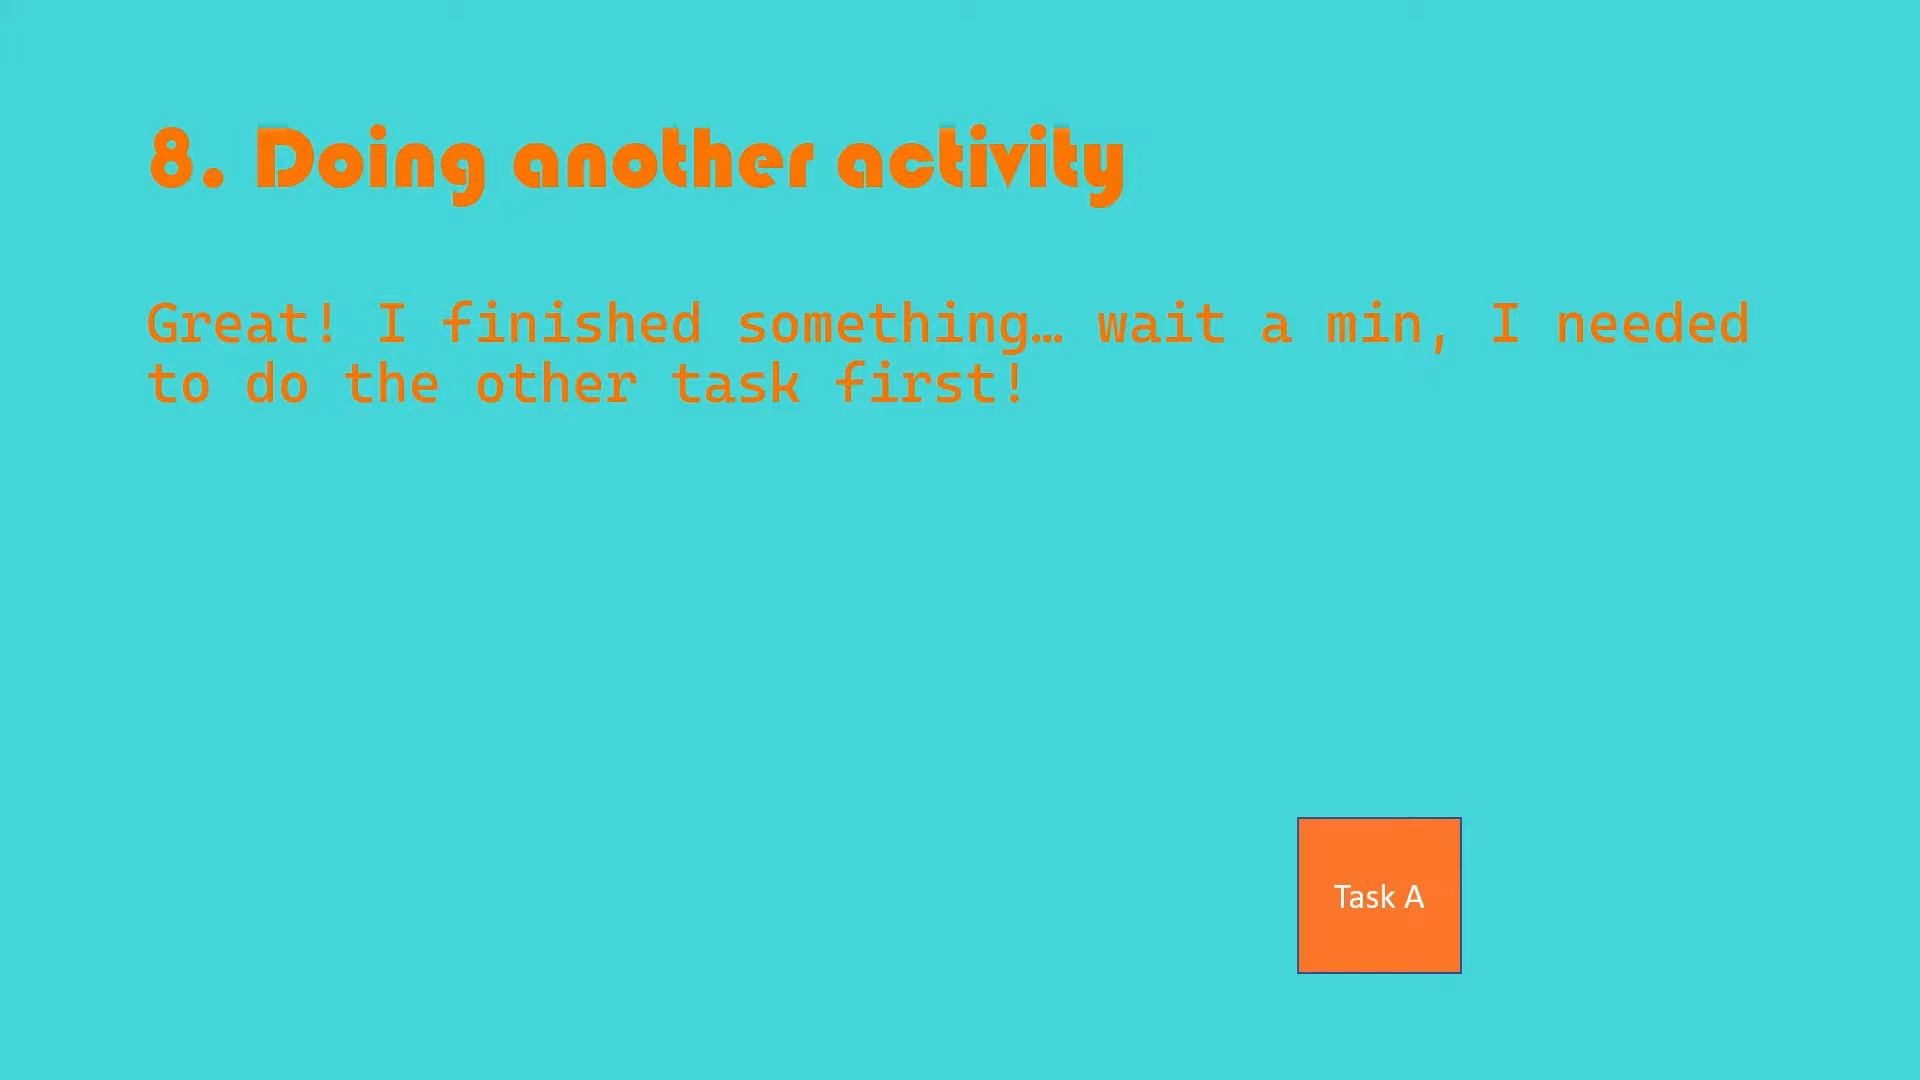 8. Doing another activity
Great! I finished something… wait a min, I needed
to do the other task first!
Task A